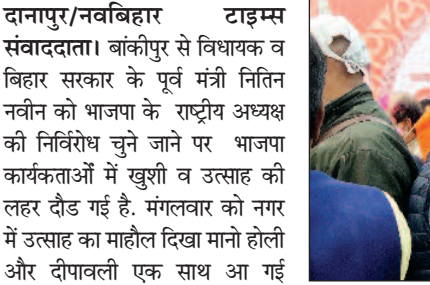 दानापुर/नवबिहार टाइम्स
संवाददाता। बांकीपुर से विधायक व
बिहार सरकार के पूर्व मंत्री नितिन
नवीन को भाजपा के राष्ट्रीय अध्यक्ष
की निर्विरोध चुने जाने पर भाजपा
कार्यकताओं में खुशी व उत्साह की
लहर दौड गई है. मंगलवार को नगर
में उत्साह का माहौल दिखा मानो होली
और दीपावली एक साथ आ गई